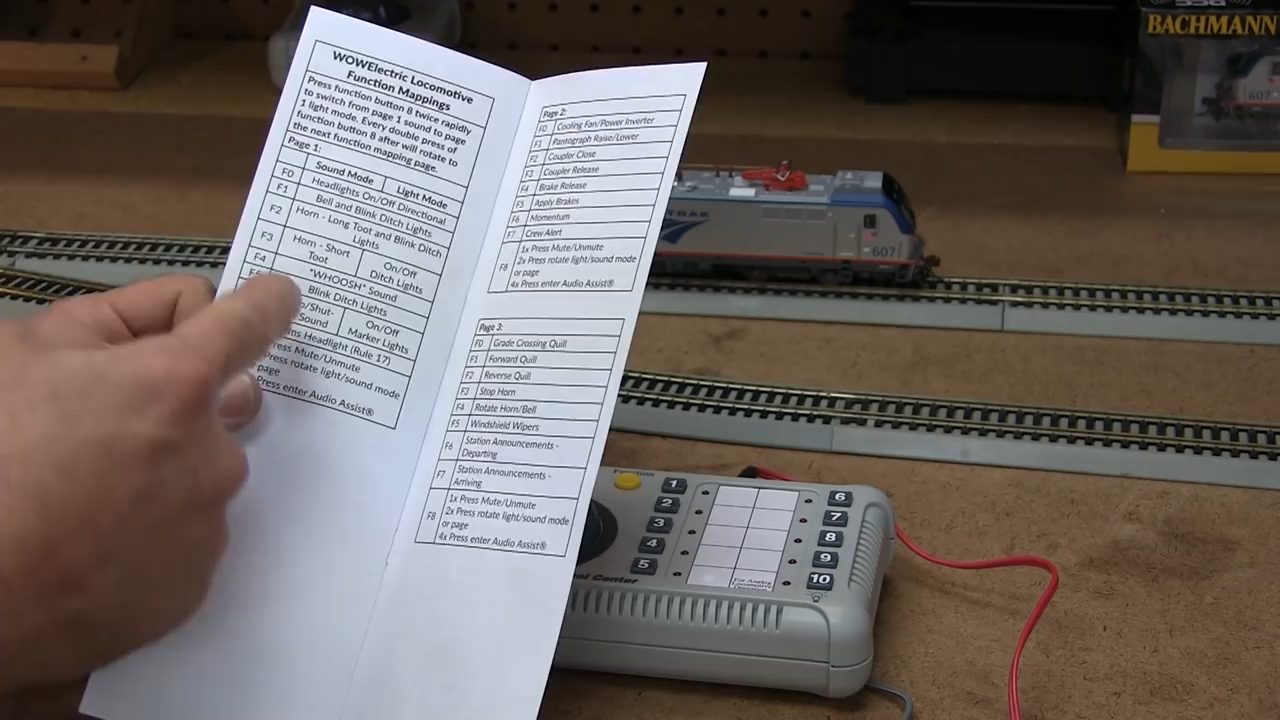 WOWElectric Locomotive
Function Mappings
Press function button 8 twice rapidly
to switch from page 1 sound to page
1 light mode. Every double press of
function button 8 after will rotate to
the next function mapping page.
Page 1:
Sound Mode Light Mode
F0 Headlights On/Off Directional
F1 Bell and Blink Ditch Lights
F2 Horn - Long Toot and Blink Ditch
Lights
F3 Horn - Short
Toot
On/Off
Ditch Lights
F4 *WHOOSH* Sound
Blink Ditch Lights
/Shut-
Sound
On/Off
Marker Lights
Headlight (Rule 17)
Press Mute/Unmute
Press rotate light/sound mode
page
Press enter Audio Assist®
Page 2:
F0 Cooling Fan/Power Inverter
F1 Pantograph Raise/Lower
F2 Coupler Close
F3 Coupler Release
F4 Brake Release
F5 Apply Brakes
F6 Momentum
F7 Crew Alert
F8 1x Press Mute/Unmute
2x Press rotate light/sound mode
or page
4x Press enter Audio Assist®
Page 3:
F0 Grade Crossing Quill
F1 Forward Quill
F2 Reverse Quill
F3 Stop Horn
F4 Rotate Horn/Bell
F5 Windshield Wipers
F6 Station Announcements -
Departing
F7 Station Announcements -
Arriving
F8 1x Press Mute/Unmute
2x Press rotate light/sound mode
or page
4x Press enter Audio Assist®
BACHMANN
607
TRAK
607
Function
1
2
3
4
5
6
7
8
9
10
For Analog
Locomotive
Center